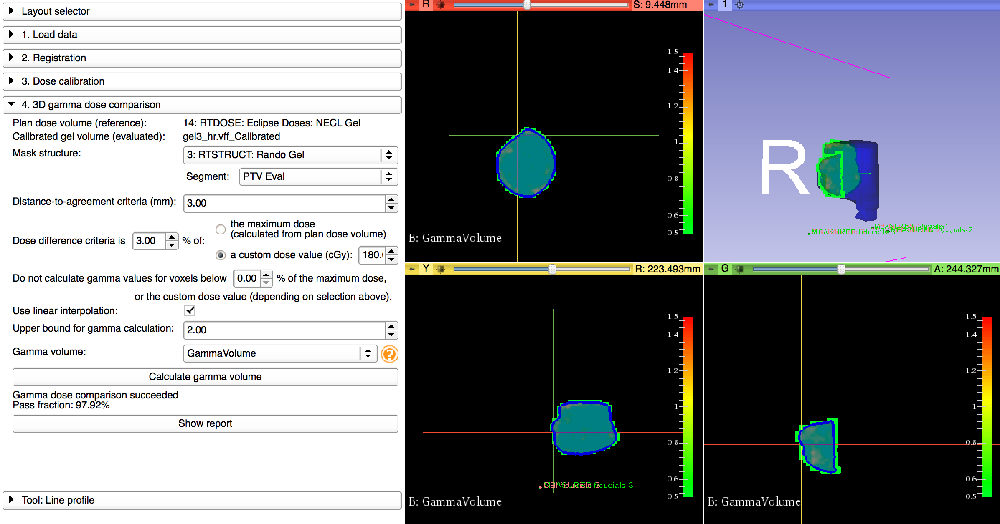 Layout selector
1. Load data
2. Registration
3. Dose calibration
4. 3D gamma dose comparison
Plan dose volume (reference): 14: RTDOSE: Eclipse Doses: NECL Gel
Calibrated gel volume (evaluated): gel3_hr.vff_Calibrated
Mask structure: 3: RTSTRUCT: Rando Gel
Segment: PTV Eval
Distance-to-agreement criteria (mm): 3.00
the maximum dose
(calculated from plan dose volume)
Dose difference criteria is 3.00 % of:
a custom dose value (cGy): 180.
Do not calculate gamma values for voxels below 0.00 % of the maximum dose,
or the custom dose value (depending on selection above).
Use linear interpolation:
Upper bound for gamma calculation: 2.00
Gamma volume: GammaVolume
Calculate gamma volume
Gamma dose comparison succeeded
Pass fraction: 97.92%
Show report
Tool: Line profile
R S: 9.448mm
1.5
1.4
1.2
1
0.8
0.6
0.5
B: GammaVolume
1
R
Y R: 223.493mm
1.5
1.4
1.2
1
0.8
0.6
0.5
B: GammaVolume
G A: 244.327mm
1.5
1.4
1.2
1
0.8
0.6
0.5
B: GammaVolume